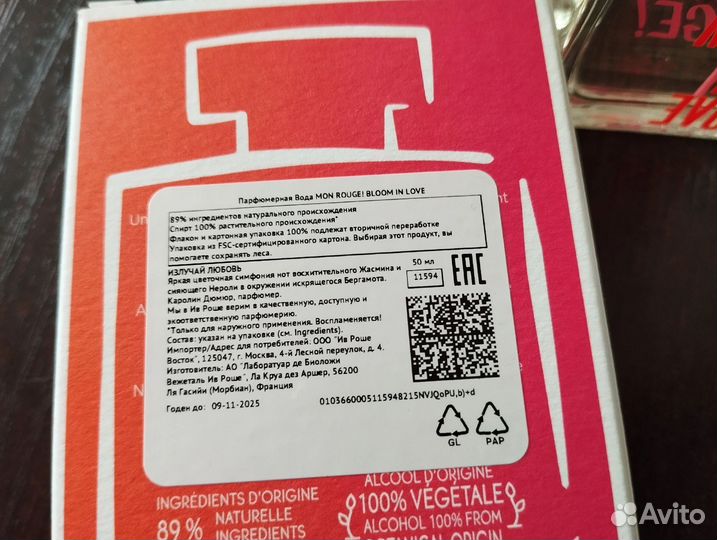 GE!
NE
Парфюмерная Вода MON ROUGE! BLOOM IN LOVE
89% ингредиентов натурального происхождения
Спирт 100% растительного происхождения*
Флакон и картонная упаковка 100% подлежат вторичной переработке
Упаковка из FSC-сертифицированного картона. Выбирая этот продукт, вы
помогаете сохранять леса.
ИЗЛУЧАЙ ЛЮБОВЬ
Яркая цветочная симфония нот восхитительного Жасмина и
сияющего Нероли в окружении искрящегося Бергамота.
Каролин Дюмюр, парфюмер.
Мы в Ив Роше верим в качественную, доступную и
экоответственную парфюмерию.
*Только для наружного применения. Воспламеняется!
Состав: указан на упаковке (см. Ingredients).
Импортер/Адрес для потребителей: ООО "Ив Роше
Восток", 125047, г. Москва, 4-й Лесной переулок, д. 4.
Изготовитель: АО "Лаборатуар де Биоложи
Вежеталь Ив Роше", Ла Круа дез Аршер, 56200
Ля Гасийи (Морбиан), Франция
Годен до: 09-11-2025
50 мл
11594
EAC
0103660005115948215NVJQoPU,b)+d
GL
PAP
INGRÉDIENTS D'ORIGINE
89 % NATURELLE
INGREDIENTS
ALCOOL D'ORIGINE
100% VÉGÉTALE
ALCOHOL 100% FROM
BOTANICAL ORIGIN
Avito